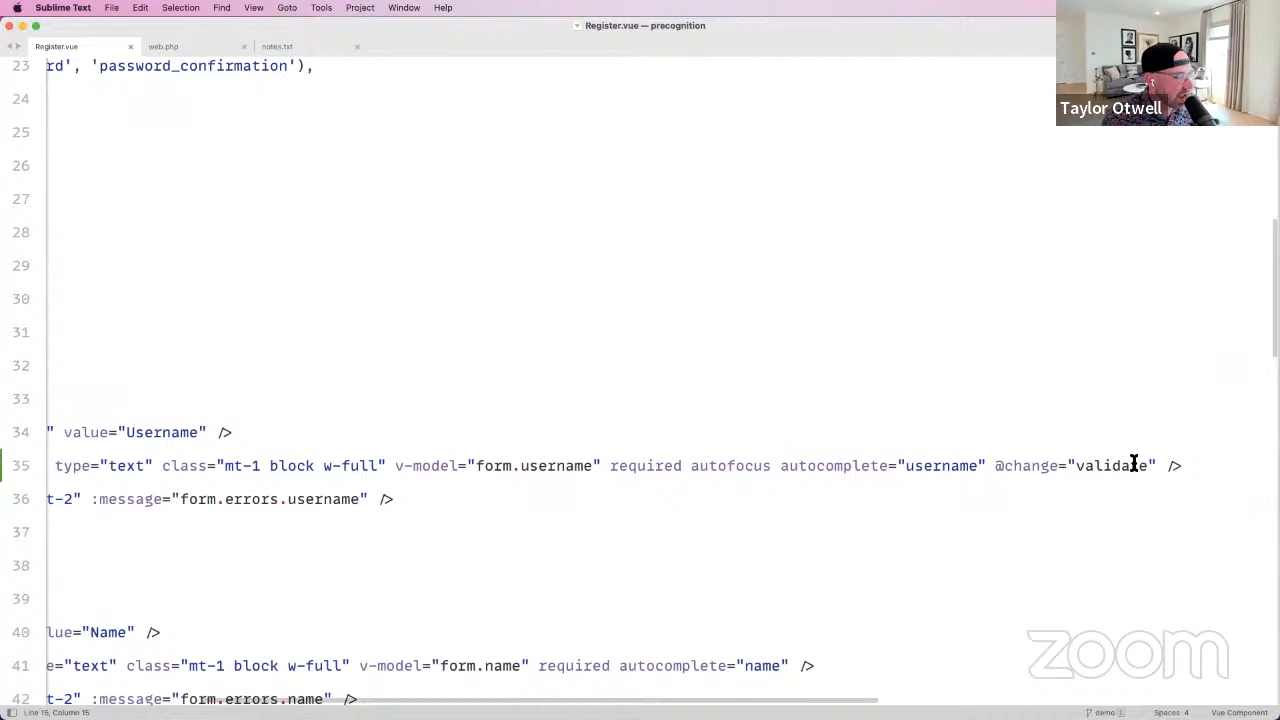 Sublime Text File Edit Selection Find View Goto Tools Project Window Help
Register.vue — precognition
Register.vue × web.php × notes.txt ×
Taylor Otwell
23 rd', 'password_confirmation'),
24
25
26
27
28
29
30
31
32
33
34 " value="Username" />
35 type="text" class="mt-1 block w-full" v-model="form.username" required autofocus autocomplete="username" @change="validate" />
36 t-2" :message="form.errors.username" />
37
38
39
40 lue="Name" />
41 e="text" class="mt-1 block w-full" v-model="form.name" required autocomplete="name" />
42 t-2" :message="form.errors.name" />
zoom
Line 15, Column 15 demo 2 Spaces: 4 Vue Component